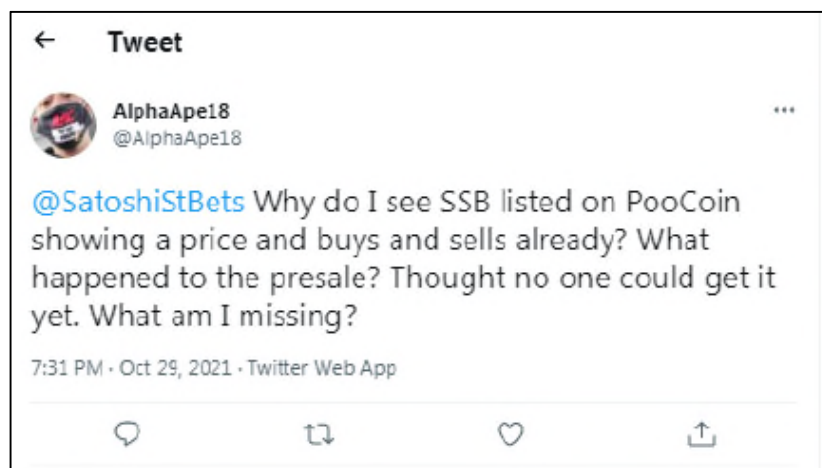 Tweet
AlphaApe18
@AlphaApe18
@SatoshiStBets Why do I see SSB listed on PooCoin
showing a price and buys and sells already? What
happened to the presale? Thought no one could get it
yet. What am I missing?
7:31 PM · Oct 29, 2021 · Twitter Web App